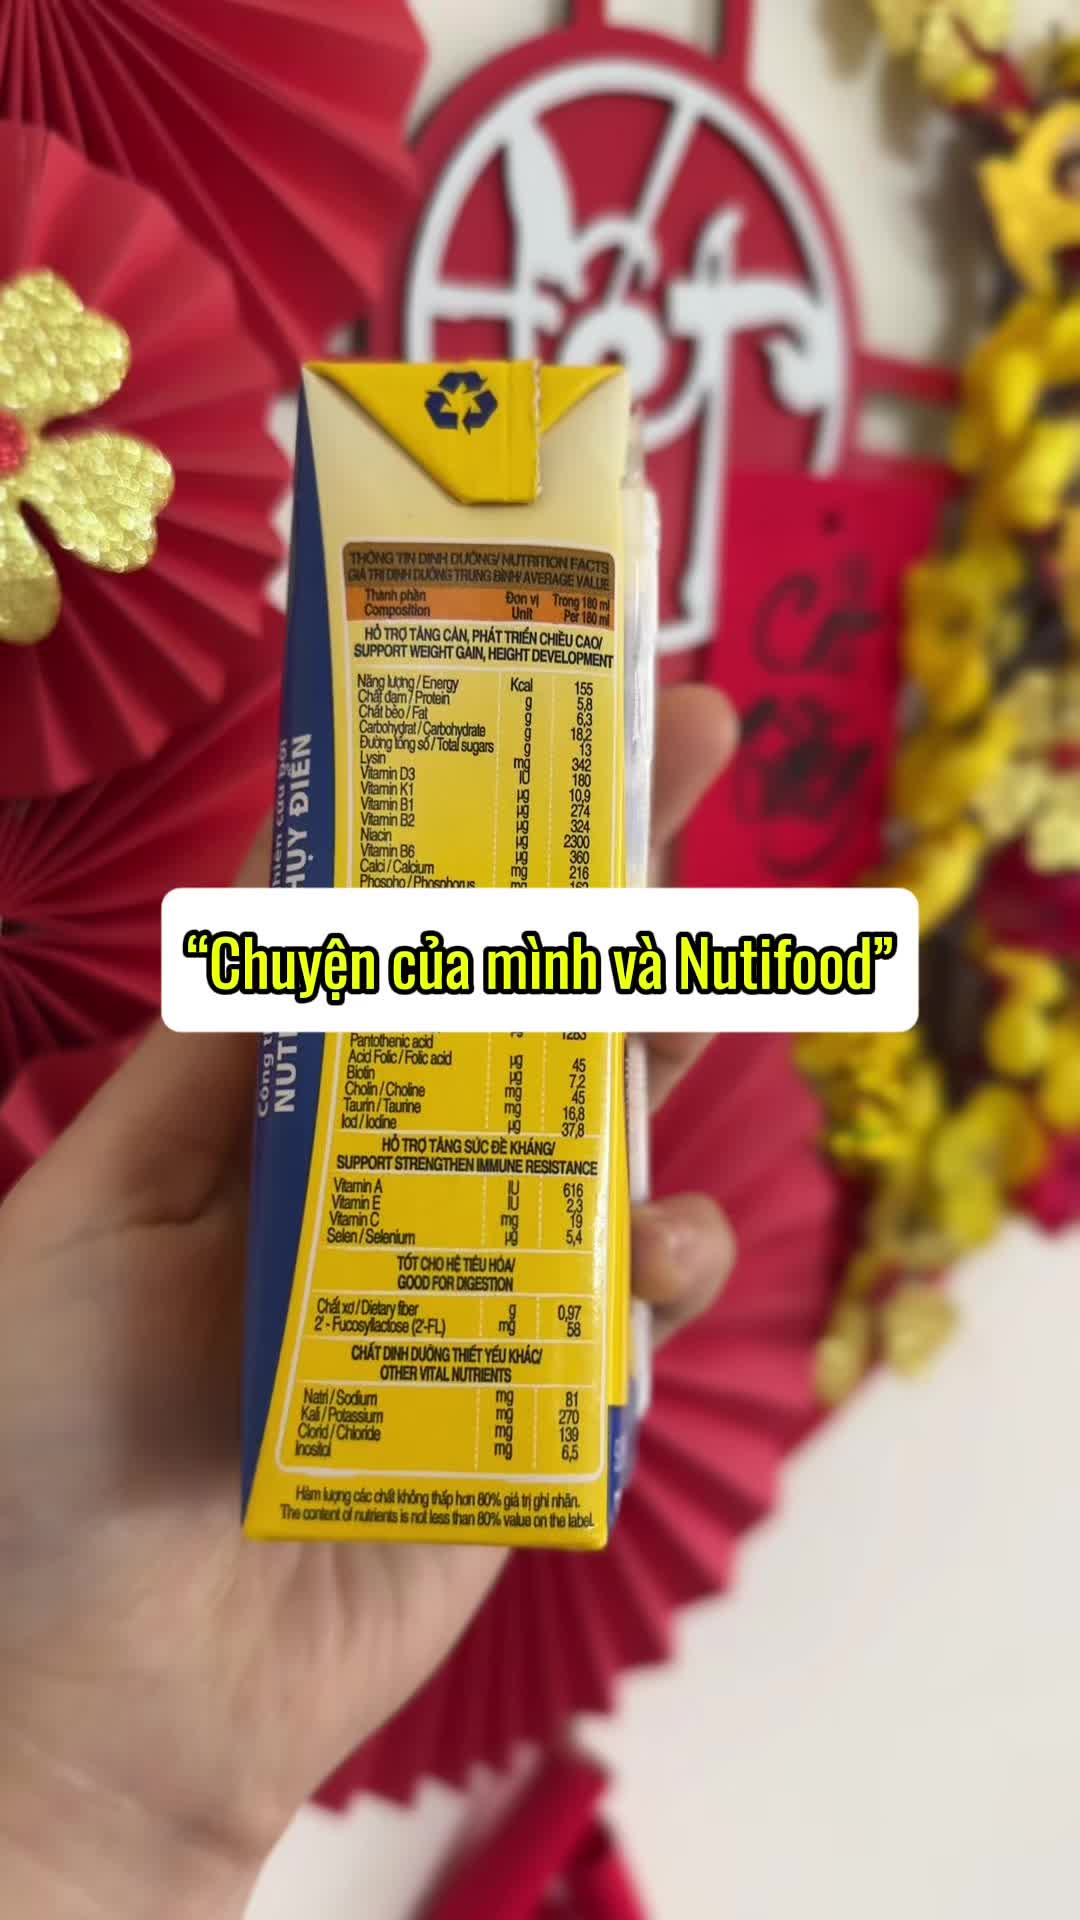 THÔNG TIN DINH DƯỠNG/ NUTRITION FACTS
GIÁ TRỊ DINH DƯỠNG TRUNG BÌNH/ AVERAGE VALUE
Thành phần Đơn vị Trong 180 ml
Composition Unit Per 180 ml
HỖ TRỢ TĂNG CÂN, PHÁT TRIỂN CHIỀU CAO/
SUPPORT WEIGHT GAIN, HEIGHT DEVELOPMENT
Năng lượng / Energy Kcal 155
Chất đạm / Protein g 5,8
Chất béo / Fat g 6,3
Carbohydrat / Carbohydrate g 18,2
Đường tổng số / Total sugars g 13
Lysin mg 342
Vitamin D3 IU 180
Vitamin K1 µg 10,9
Vitamin B1 µg 274
Vitamin B2 µg 324
Niacin µg 2300
Vitamin B6 µg 360
Calci / Calcium mg 216
Phospho / Phosphorus mg 162
“Chuyện của mình và Nutifood”
Pantothenic acid µg 1283
Acid Folic / Folic acid µg 45
Biotin µg 7,2
Cholin / Choline mg 45
Taurin / Taurine mg 16,8
Iod / Iodine µg 37,8
HỖ TRỢ TĂNG SỨC ĐỀ KHÁNG/
SUPPORT STRENGTHEN IMMUNE RESISTANCE
Vitamin A IU 616
Vitamin E IU 2,3
Vitamin C mg 19
Selen / Selenium µg 5,4
TỐT CHO HỆ TIÊU HÓA/
GOOD FOR DIGESTION
Chất xơ / Dietary fiber g 0,97
2' - Fucosyllactose (2'-FL) mg 58
CHẤT DINH DƯỠNG THIẾT YẾU KHÁC/
OTHER VITAL NUTRIENTS
Natri / Sodium mg 81
Kali / Potassium mg 270
Clorid / Chloride mg 139
Inositol mg 6,5
Hàm lượng các chất không thấp hơn 80% giá trị ghi nhãn.
The content of nutrients is not less than 80% value on the label.
THỤY ĐIỂN